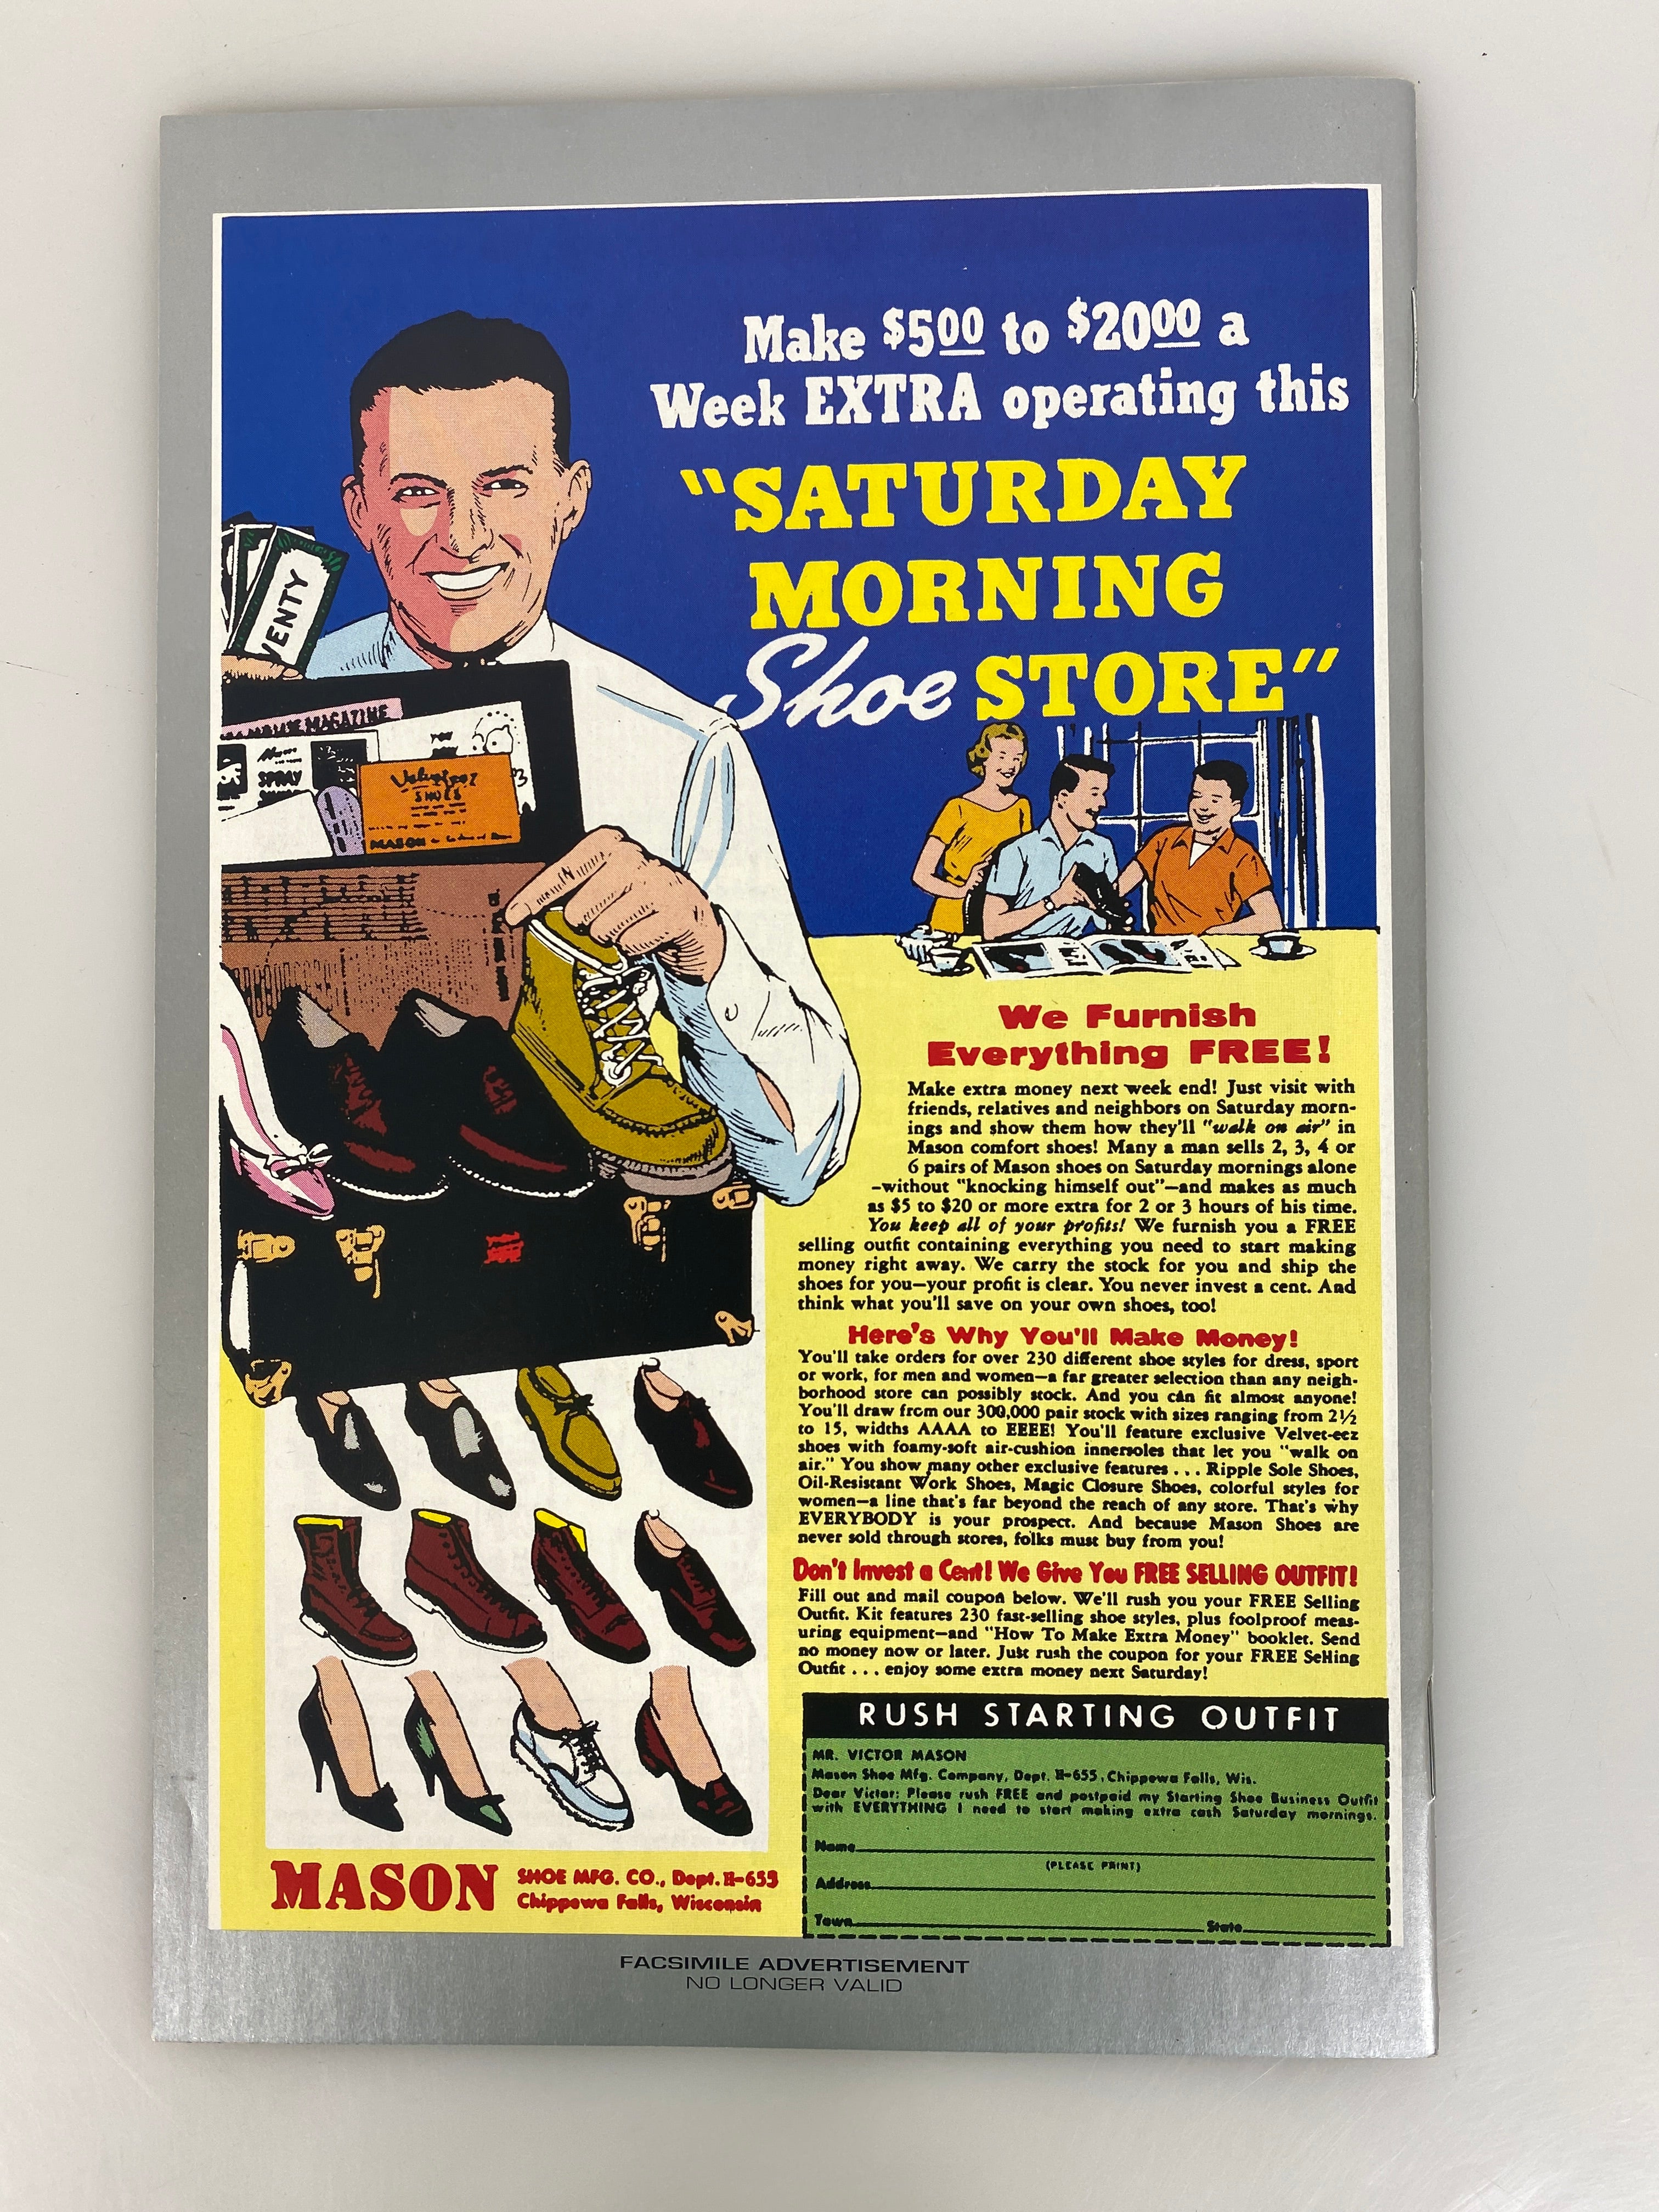 Make $5.00 to $20.00 a
Week EXTRA operating this
"SATURDAY
MORNING
Shoe STORE"
VENTY
MAGAZINE
SPRAY
SHOES
MASON
We Furnish
Everything FREE!
Make extra money next week end! Just visit with
friends, relatives and neighbors on Saturday morn-
ings and show them how they'll "walk on air" in
Mason comfort shoes! Many a man sells 2, 3, 4 or
6 pairs of Mason shoes on Saturday mornings alone
-without "knocking himself out"—and makes as much
as $5 to $20 or more extra for 2 or 3 hours of his time.
You keep all of your profits! We furnish you a FREE
selling outfit containing everything you need to start making
money right away. We carry the stock for you and ship the
shoes for you—your profit is clear. You never invest a cent. And
think what you'll save on your own shoes, too!
Here's Why You'll Make Money!
You'll take orders for over 230 different shoe styles for dress, sport
or work, for men and women—a far greater selection than any neigh-
borhood store can possibly stock. And you can fit almost anyone!
You'll draw from our 300,000 pair stock with sizes ranging from 2½
to 15, widths AAAA to EEEE! You'll feature exclusive Velvet-eez
shoes with foamy-soft air-cushion innersoles that let you "walk on
air." You show many other exclusive features . . . Ripple Sole Shoes,
Oil-Resistant Work Shoes, Magic Closure Shoes, colorful styles for
women—a line that's far beyond the reach of any store. That's why
EVERYBODY is your prospect. And because Mason Shoes are
never sold through stores, folks must buy from you!
Don't Invest a Cent! We Give You FREE SELLING OUTFIT!
Fill out and mail coupon below. We'll rush you your FREE Selling
Outfit. Kit features 230 fast-selling shoe styles, plus foolproof meas-
uring equipment—and "How To Make Extra Money" booklet. Send
no money now or later. Just rush the coupon for your FREE Selling
Outfit . . . enjoy some extra money next Saturday!
RUSH STARTING OUTFIT
MR. VICTOR MASON
Mason Shoe Mfg. Company, Dept. H-655, Chippewa Falls, Wis.
Dear Victor: Please rush FREE and postpaid my Starting Shoe Business Outfit
with EVERYTHING I need to start making extra cash Saturday mornings.
Name
(PLEASE PRINT)
Address
Town State
MASON SHOE MFG. CO., Dept. H-655
Chippewa Falls, Wisconsin
FACSIMILE ADVERTISEMENT
NO LONGER VALID